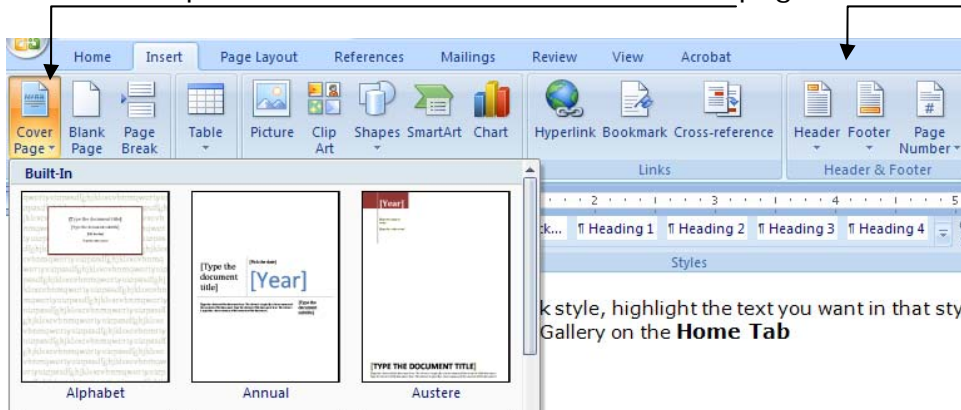 Home Insert Page Layout References Mailings Review View Acrobat
Cover Page Blank Page Page Break Table Picture Clip Art Shapes SmartArt Chart Hyperlink Bookmark Cross-reference Header Footer Page Number
Links Header & Footer
Built-In
2 3 4 5
¶ Heading 1 ¶ Heading 2 ¶ Heading 3 ¶ Heading 4
Styles
[Type the document title]
[Year]
[Year]
[TYPE THE DOCUMENT TITLE]
style, highlight the text you want in that
Gallery on the Home Tab
Alphabet Annual Austere